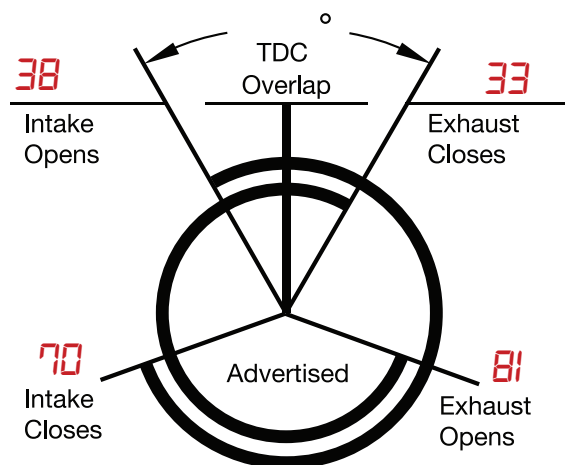 °
TDC
Overlap
38
Intake
Opens
33
Exhaust
Closes
70
Intake
Closes
Advertised
81
Exhaust
Opens